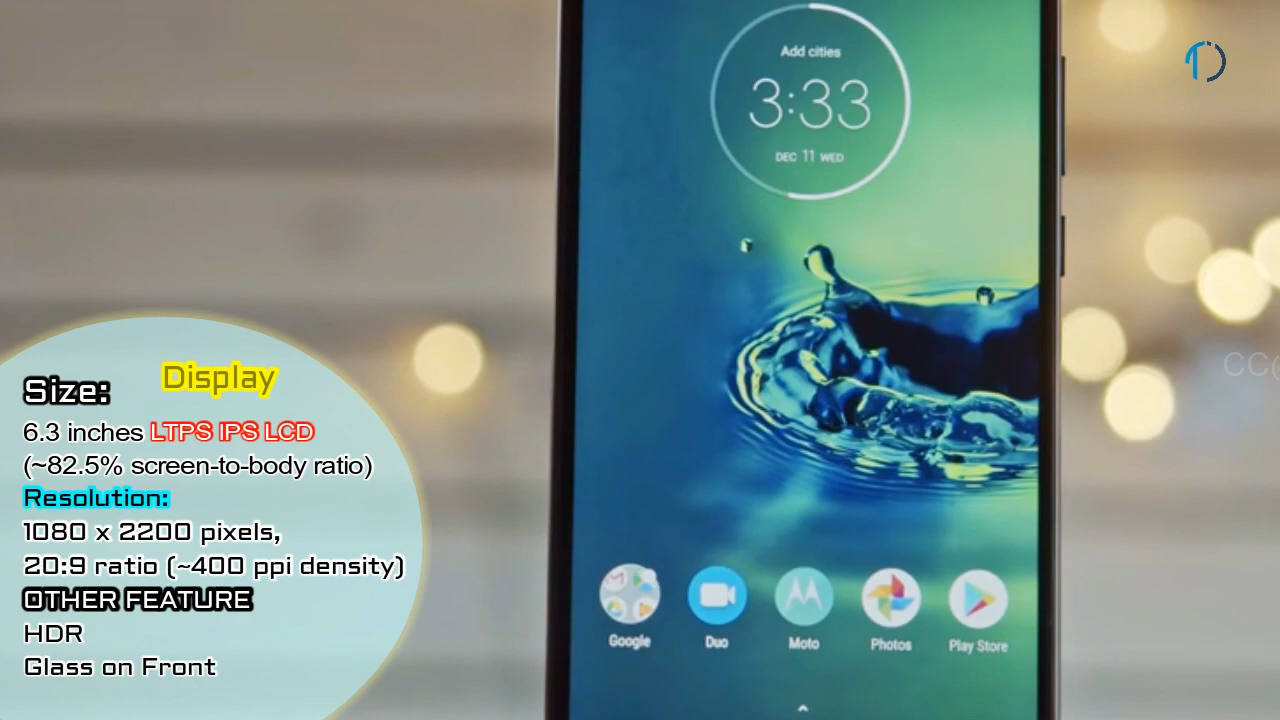 Add cities
3:33
DEC 11 WED
Display
Size:
6.3 inches LTPS IPS LCD
(~82.5% screen-to-body ratio)
Resolution:
1080 x 2200 pixels,
20:9 ratio (~400 ppi density)
OTHER FEATURE
HDR
Glass on Front
Google
Duo
Moto
Photos
Play Store
CC